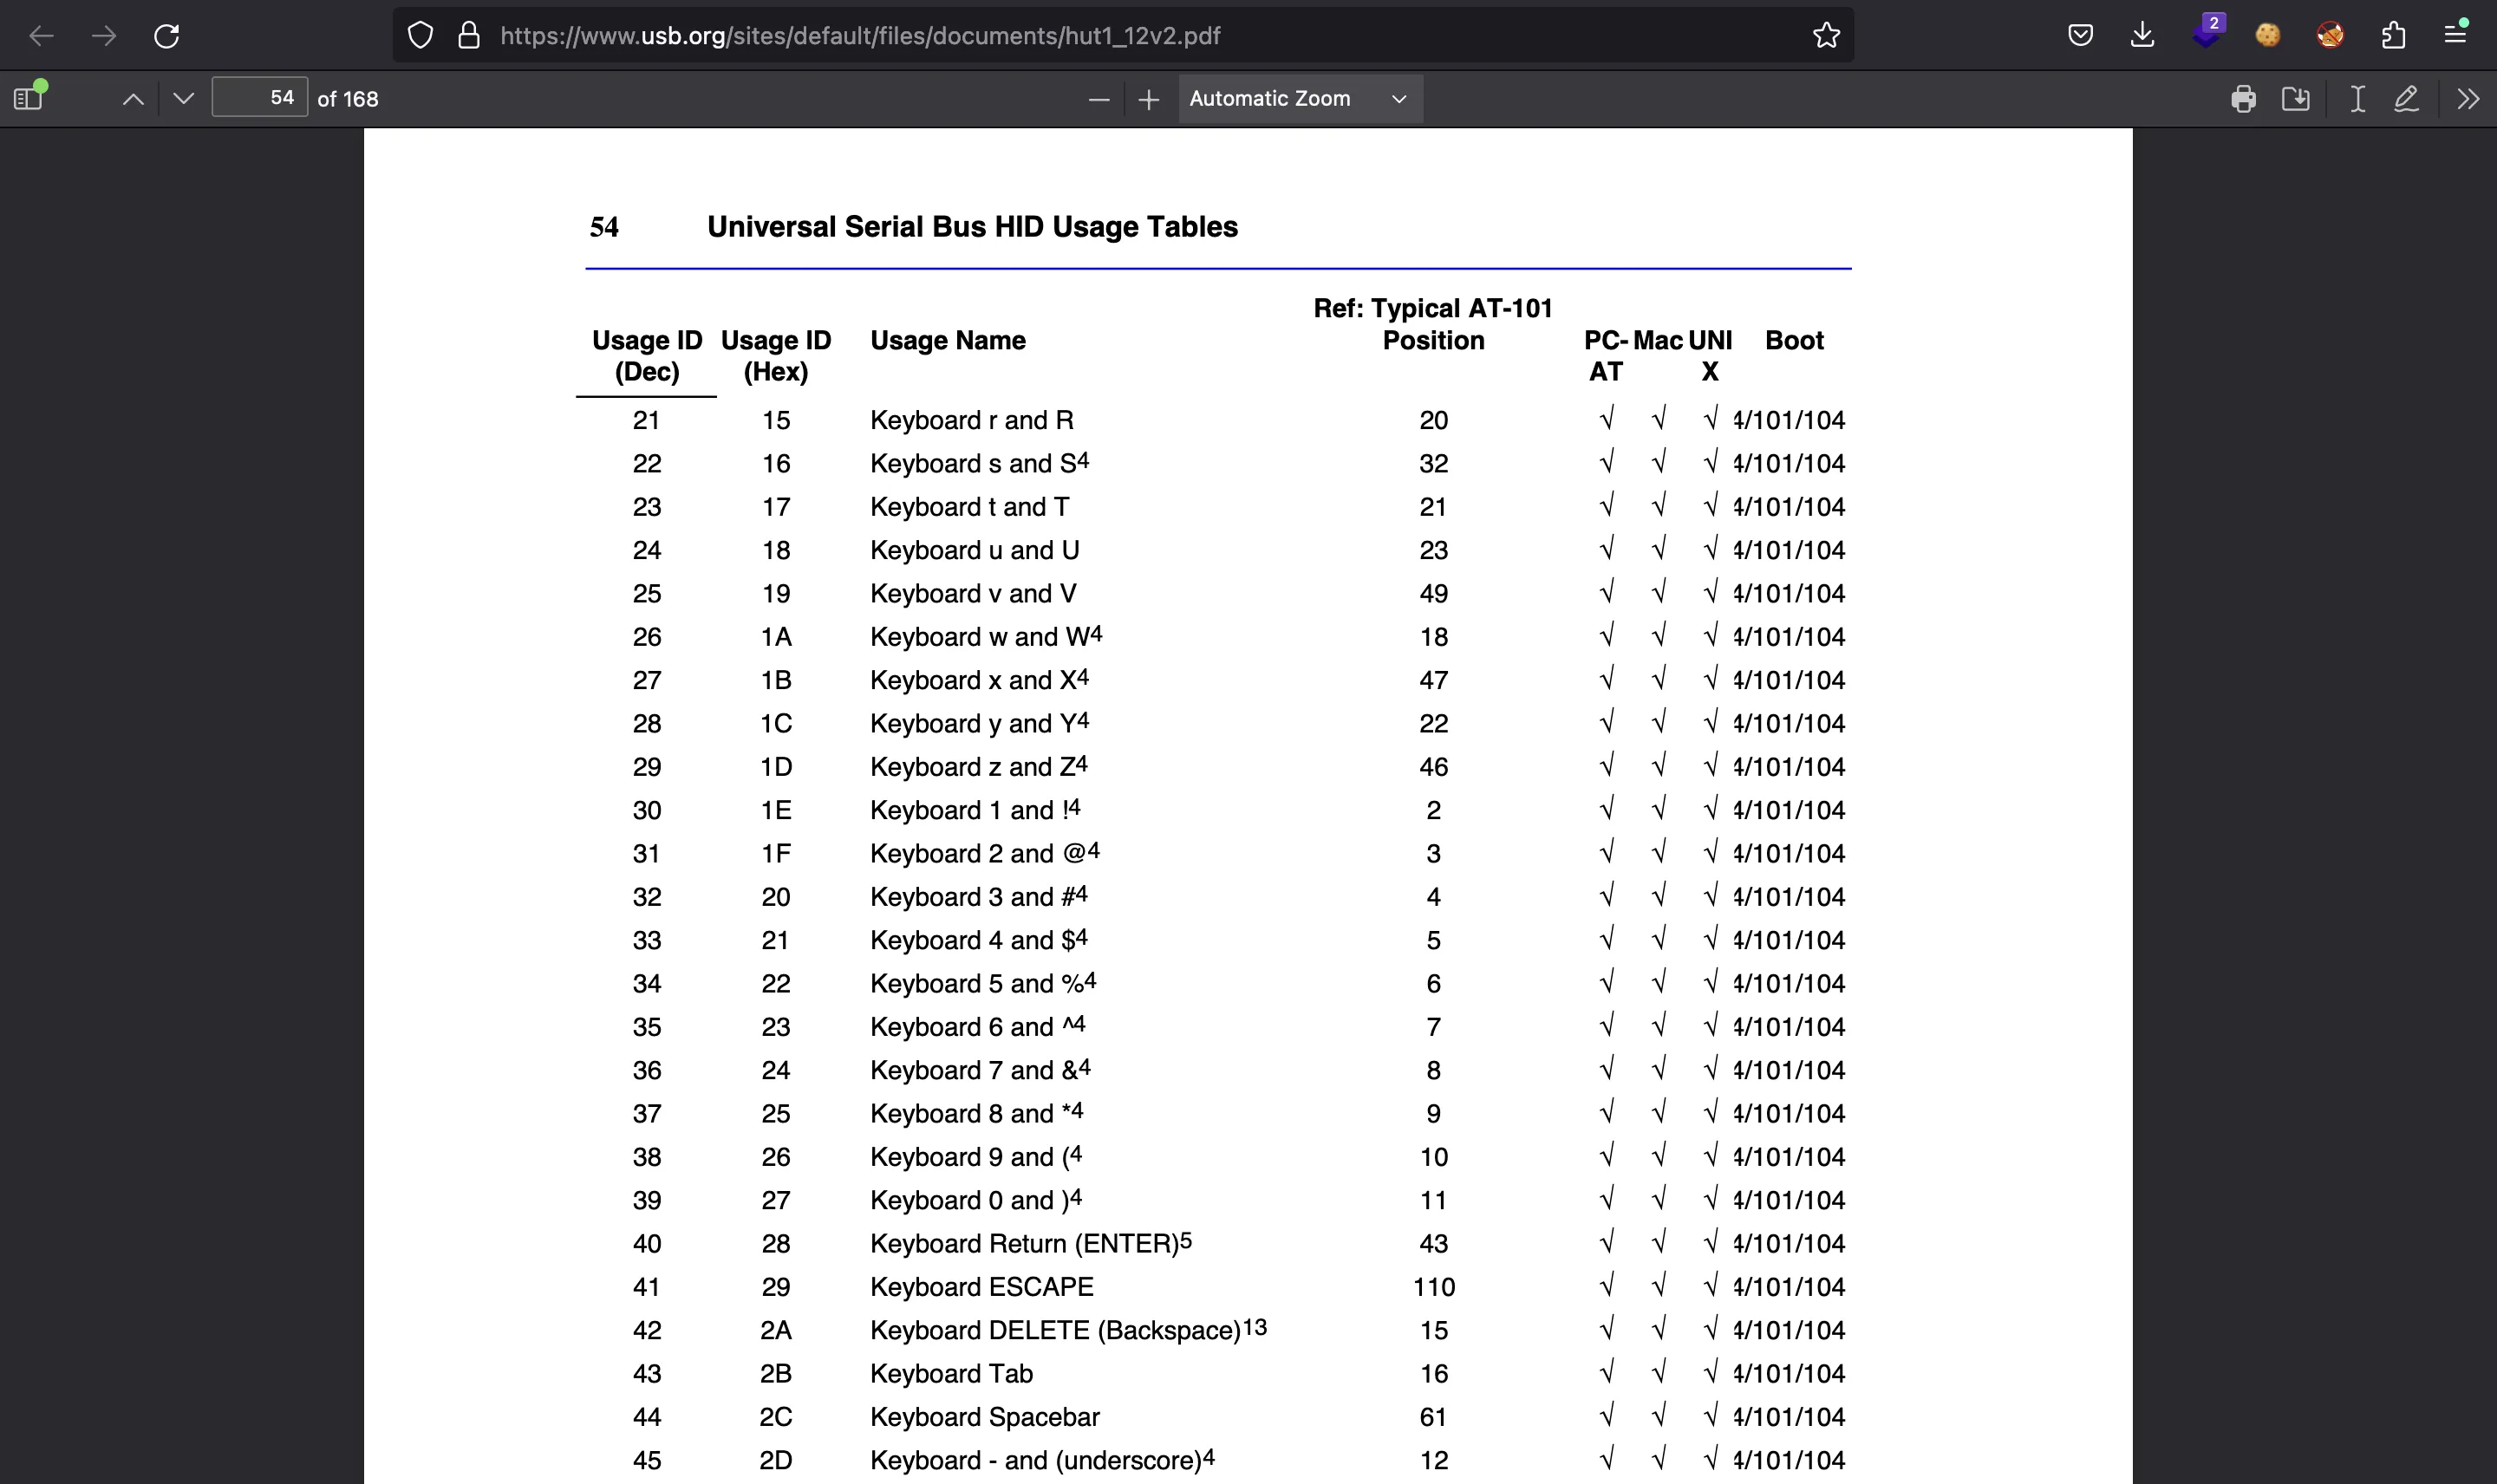 https://www.usb.org/sites/default/files/documents/hut1_12v2.pdf
2
54 of 168
Automatic Zoom
54 Universal Serial Bus HID Usage Tables
Ref: Typical AT-101
Usage ID Usage ID Usage Name Position PC- Mac UNI Boot
(Dec) (Hex) AT X
21 15 Keyboard r and R 20 √ √ √ 4/101/104
22 16 Keyboard s and S4 32 √ √ √ 4/101/104
23 17 Keyboard t and T 21 √ √ √ 4/101/104
24 18 Keyboard u and U 23 √ √ √ 4/101/104
25 19 Keyboard v and V 49 √ √ √ 4/101/104
26 1A Keyboard w and W4 18 √ √ √ 4/101/104
27 1B Keyboard x and X4 47 √ √ √ 4/101/104
28 1C Keyboard y and Y4 22 √ √ √ 4/101/104
29 1D Keyboard z and Z4 46 √ √ √ 4/101/104
30 1E Keyboard 1 and !4 2 √ √ √ 4/101/104
31 1F Keyboard 2 and @4 3 √ √ √ 4/101/104
32 20 Keyboard 3 and #4 4 √ √ √ 4/101/104
33 21 Keyboard 4 and $4 5 √ √ √ 4/101/104
34 22 Keyboard 5 and %4 6 √ √ √ 4/101/104
35 23 Keyboard 6 and ^4 7 √ √ √ 4/101/104
36 24 Keyboard 7 and &4 8 √ √ √ 4/101/104
37 25 Keyboard 8 and *4 9 √ √ √ 4/101/104
38 26 Keyboard 9 and (4 10 √ √ √ 4/101/104
39 27 Keyboard 0 and )4 11 √ √ √ 4/101/104
40 28 Keyboard Return (ENTER)5 43 √ √ √ 4/101/104
41 29 Keyboard ESCAPE 110 √ √ √ 4/101/104
42 2A Keyboard DELETE (Backspace)13 15 √ √ √ 4/101/104
43 2B Keyboard Tab 16 √ √ √ 4/101/104
44 2C Keyboard Spacebar 61 √ √ √ 4/101/104
45 2D Keyboard - and (underscore)4 12 √ √ √ 4/101/104